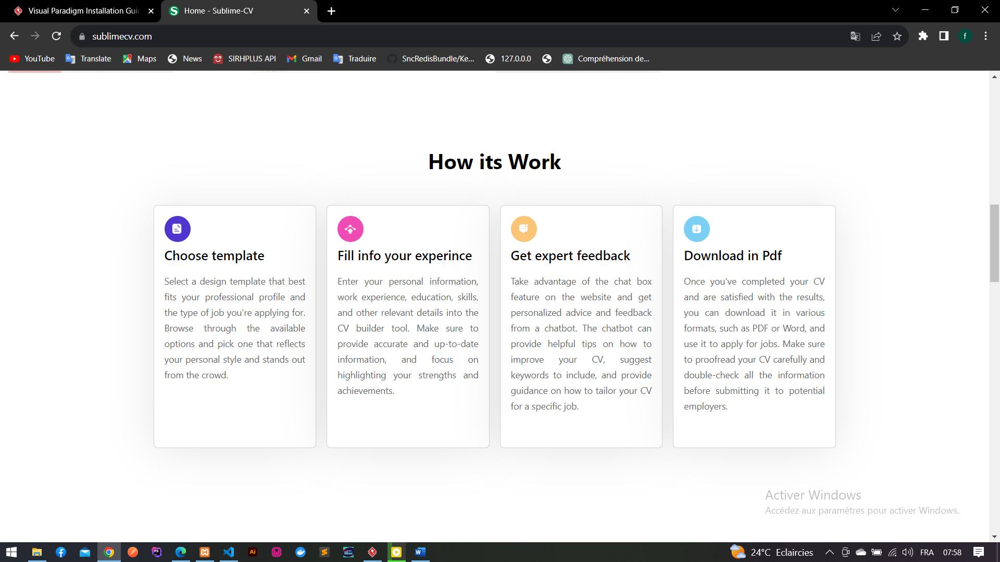 Visual Paradigm Installation Gui
Home - Sublime-CV
sublimecv.com
YouTube
Translate
Maps
News
SIRHPLUS API
Gmail
Traduire
SncRedisBundle/Ke...
127.0.0.0
Compréhension de...
How its Work
Choose template
Select a design template that best
fits your professional profile and
the type of job you're applying for.
Browse through the available
options and pick one that reflects
your personal style and stands out
from the crowd.
Fill info your experince
Enter your personal information,
work experience, education, skills,
and other relevant details into the
CV builder tool. Make sure to
provide accurate and up-to-date
information, and focus on
highlighting your strengths and
achievements.
Get expert feedback
Take advantage of the chat box
feature on the website and get
personalized advice and feedback
from a chatbot. The chatbot can
provide helpful tips on how to
improve your CV, suggest
keywords to include, and provide
guidance on how to tailor your CV
for a specific job.
Download in Pdf
Once you've completed your CV
and are satisfied with the results,
you can download it in various
formats, such as PDF or Word, and
use it to apply for jobs. Make sure
to proofread your CV carefully and
double-check all the information
before submitting it to potential
employers.
Activer Windows
Accédez aux paramètres pour activer Windows.
24°C Eclaircies
FRA
07:58